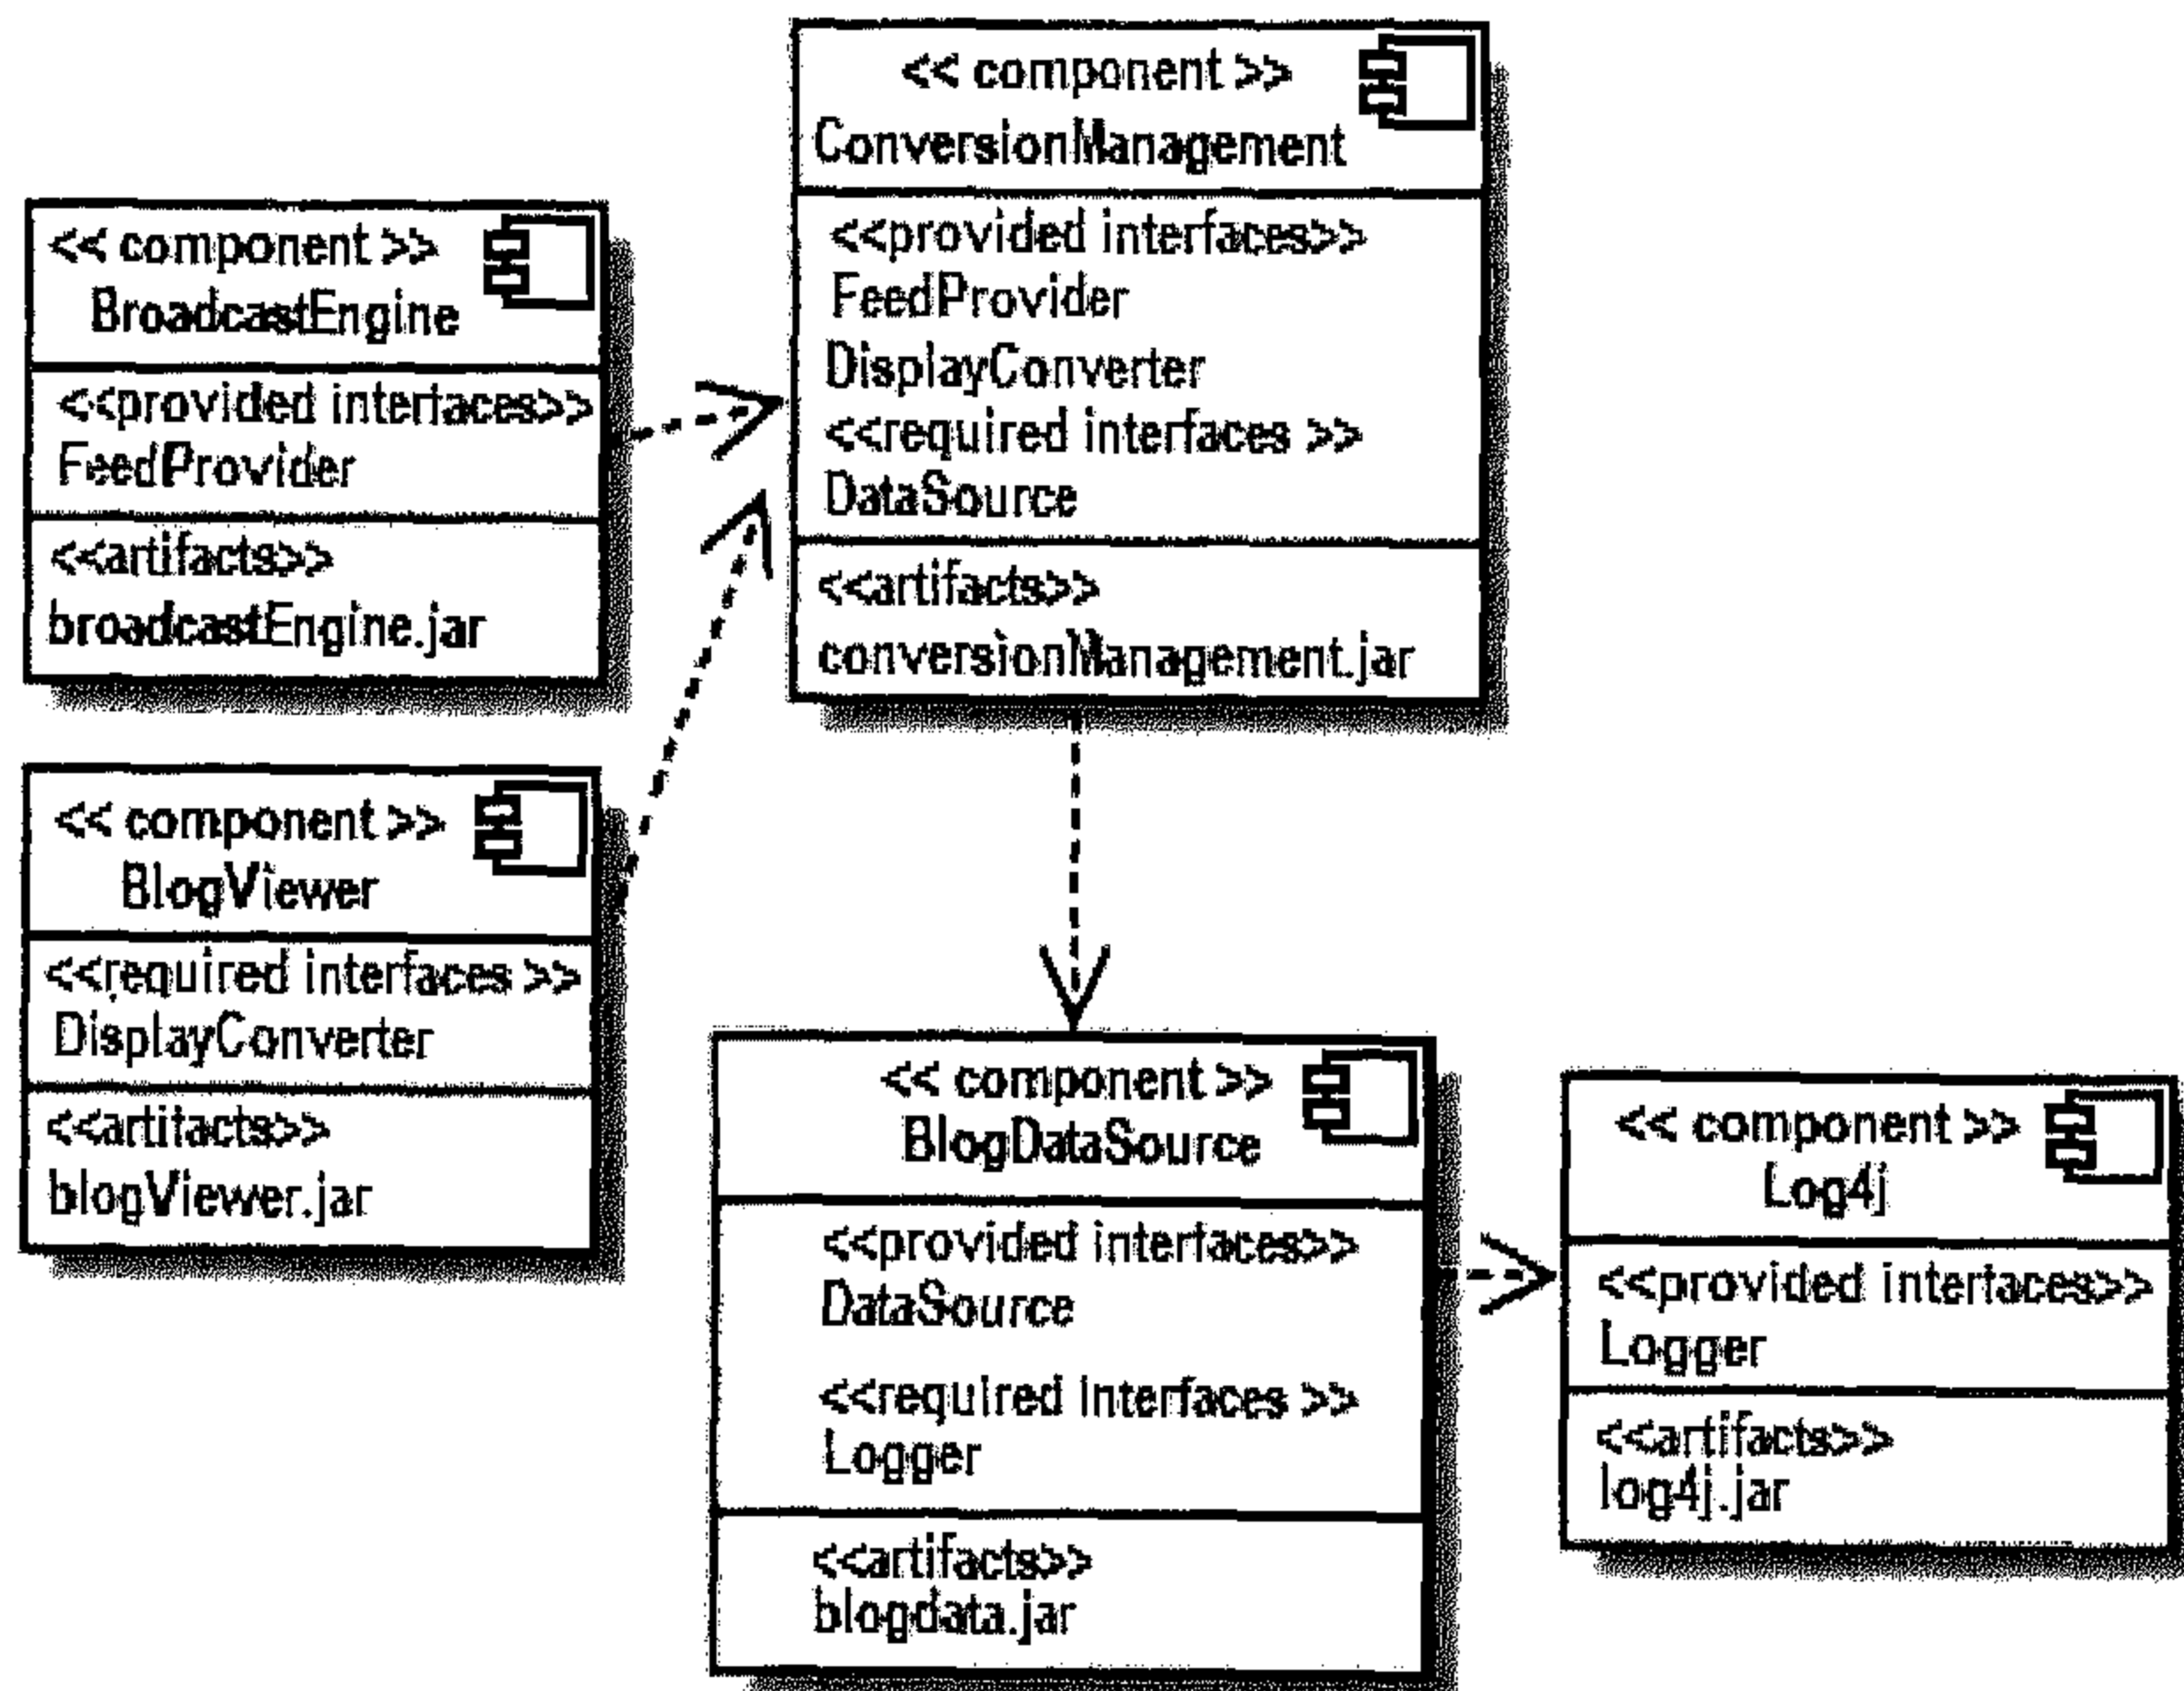 << component >>
ConversionManagement
<<provided interfaces>>
FeedProvider
DisplayConverter
<<required interfaces >>
DataSource
<<artifacts>>
conversionManagement.jar
<< component >>
BroadcastEngine
<<provided interfaces>>
FeedProvider
<<artifacts>>
broadcastEngine.jar
<< component >>
BlogViewer
<<required interfaces >>
DisplayConverter
<<artifacts>>
blogViewer.jar
<< component >>
BlogDataSource
<<provided interfaces>>
DataSource
<<required interfaces >>
Logger
<<artifacts>>
blogdata.jar
<< component >>
Log4j
<<provided interfaces>>
Logger
<<artifacts>>
log4j.jar